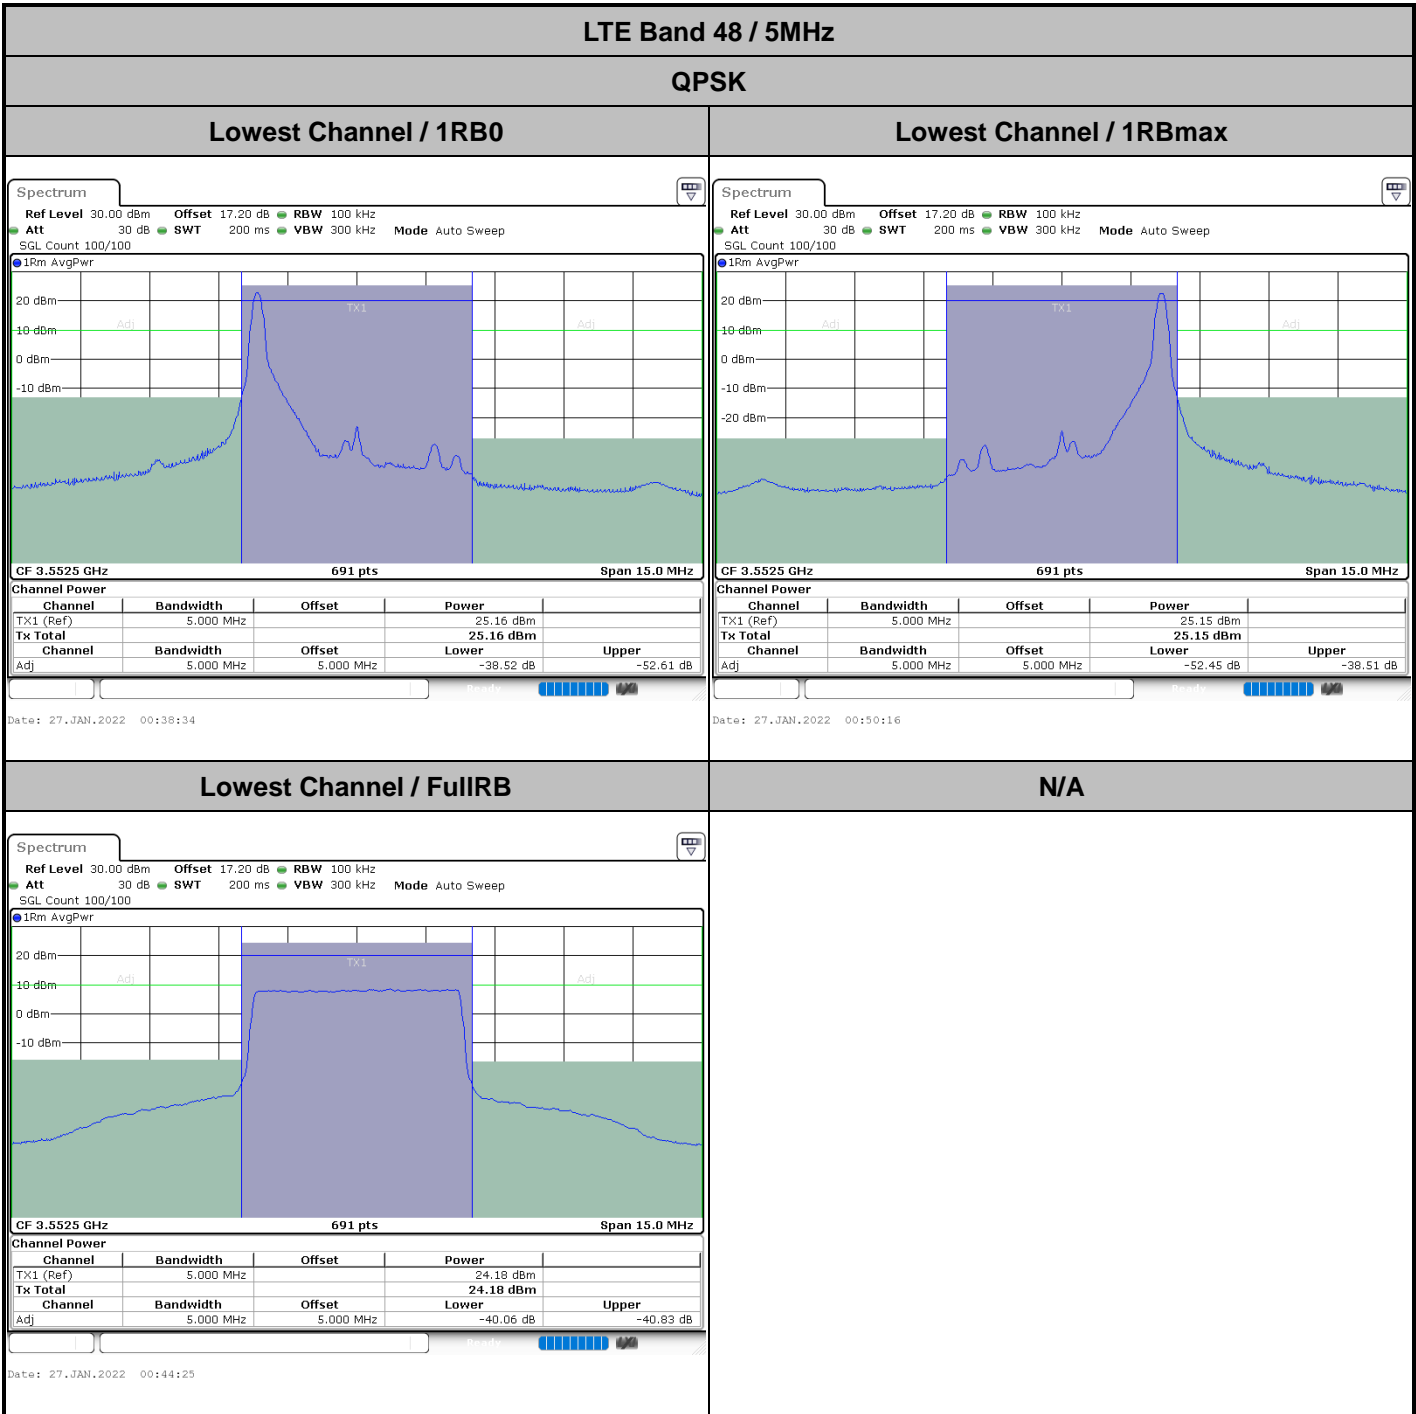 LTE Band 48 / 5MHz
QPSK
Lowest Channel / 1RB0
Lowest Channel / 1RBmax
Spectrum
Ref Level 30.00 dBm Offset 17.20 dB RBW 100 kHz
Att 30 dB SWT 200 ms VBW 300 kHz Mode Auto Sweep
SGL Count 100/100
1Rm AvgPwr
20 dBm
10 dBm
0 dBm
-10 dBm
Adj
TX1
Adj
CF 3.5525 GHz 691 pts Span 15.0 MHz
Channel Power
Channel Bandwidth Offset Power
TX1 (Ref) 5.000 MHz 25.16 dBm
Tx Total 25.16 dBm
Channel Bandwidth Offset Lower Upper
Adj 5.000 MHz 5.000 MHz -38.52 dB -52.61 dB
Ready
Date: 27.JAN.2022 00:38:34
Spectrum
Ref Level 30.00 dBm Offset 17.20 dB RBW 100 kHz
Att 30 dB SWT 200 ms VBW 300 kHz Mode Auto Sweep
SGL Count 100/100
1Rm AvgPwr
20 dBm
10 dBm
0 dBm
-10 dBm
-20 dBm
Adj
TX1
Adj
CF 3.5525 GHz 691 pts Span 15.0 MHz
Channel Power
Channel Bandwidth Offset Power
TX1 (Ref) 5.000 MHz 25.15 dBm
Tx Total 25.15 dBm
Channel Bandwidth Offset Lower Upper
Adj 5.000 MHz 5.000 MHz -52.45 dB -38.51 dB
Ready
Date: 27.JAN.2022 00:50:16
Lowest Channel / FullRB
N/A
Spectrum
Ref Level 30.00 dBm Offset 17.20 dB RBW 100 kHz
Att 30 dB SWT 200 ms VBW 300 kHz Mode Auto Sweep
SGL Count 100/100
1Rm AvgPwr
20 dBm
10 dBm
0 dBm
-10 dBm
Adj
TX1
Adj
CF 3.5525 GHz 691 pts Span 15.0 MHz
Channel Power
Channel Bandwidth Offset Power
TX1 (Ref) 5.000 MHz 24.18 dBm
Tx Total 24.18 dBm
Channel Bandwidth Offset Lower Upper
Adj 5.000 MHz 5.000 MHz -40.06 dB -40.83 dB
Ready
Date: 27.JAN.2022 00:44:25